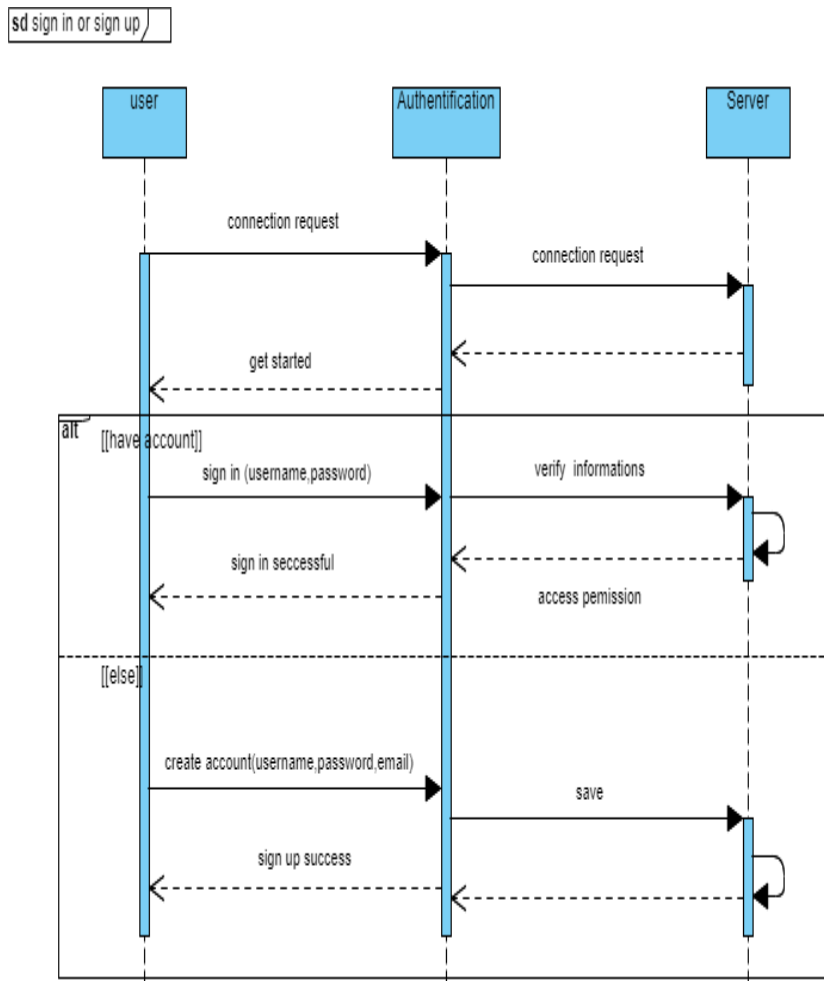 sd sign in or sign up
user
Authentification
Server
connection request
connection request
get started
alt
[[have account]]
sign in (username,password)
verify informations
sign in seccessful
access pemission
[[else]]
create account(username,password,email)
save
sign up success